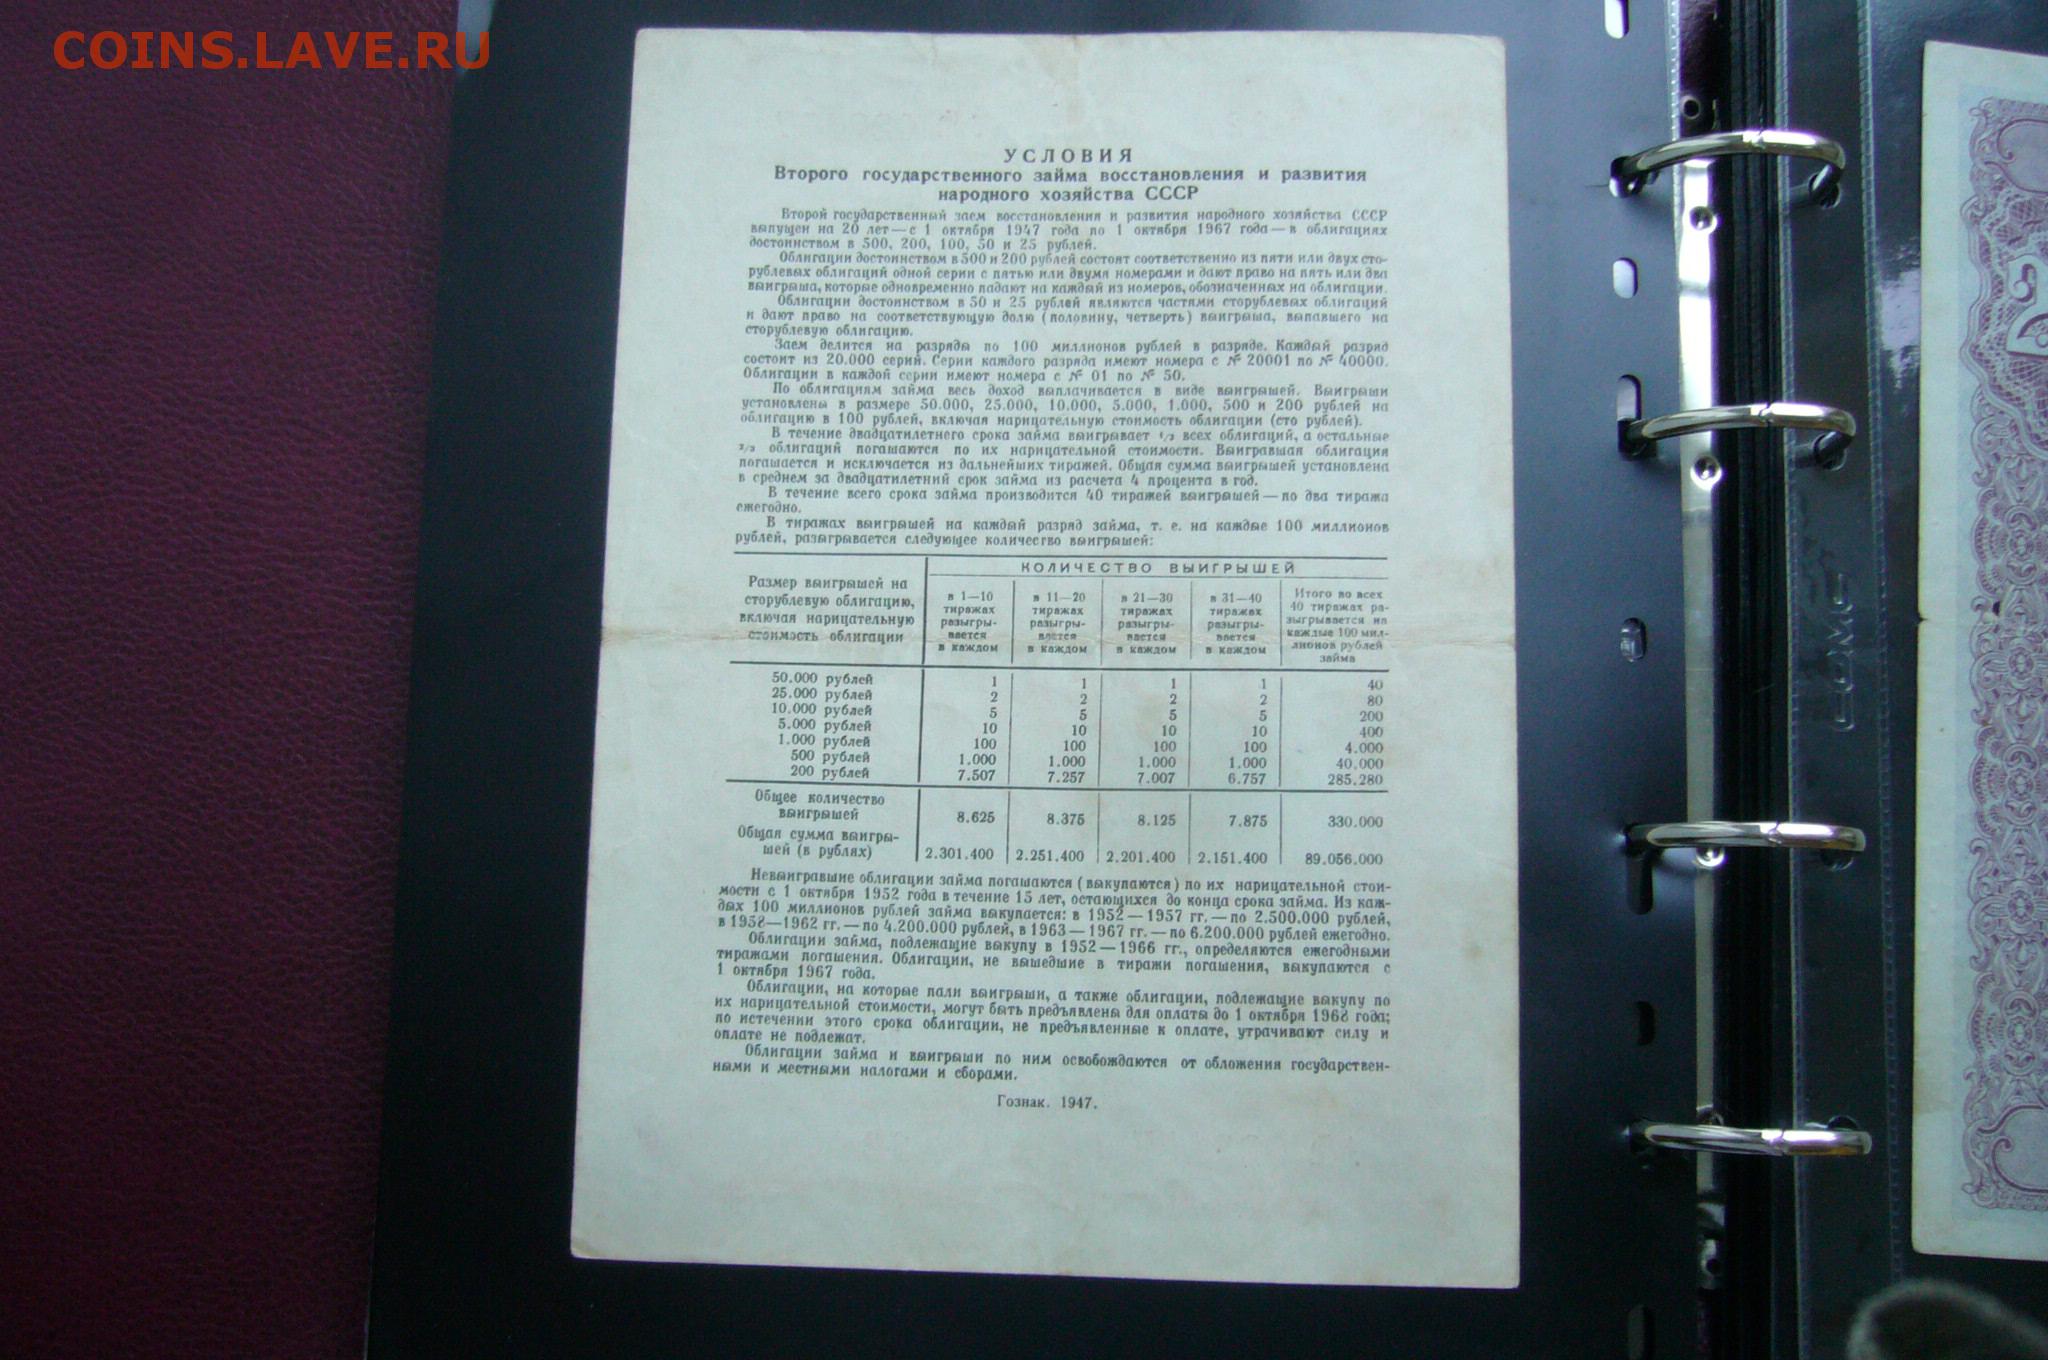 COINS.LAVE.RU
УСЛОВИЯ
Второго государственного займа восстановления и развития
народного хозяйства СССР
Второй государственный заем восстановления и развития народного хозяйства СССР
выпущен на 20 лет — с 1 октября 1947 года по 1 октября 1967 года — в облигациях
достоинством в 500, 200, 100, 50 и 25 рублей.
Облигации достоинством в 500 и 200 рублей состоят соответственно из пяти или двух сто-
рублевых облигаций одной серии с пятью или двумя номерами и дают право на пять или два
выигрыша, которые одновременно падают на каждый из номеров, обозначенных на облигации.
Облигации достоинством в 50 и 25 рублей являются частями сторублевых облигаций
и дают право на соответствующую долю (половину, четверть) выигрыша, выпавшего на
сторублевую облигацию.
Заем делится на разряды по 100 миллионов рублей в разряде. Каждый разряд
состоит из 20.000 серий. Серии каждого разряда имеют номера с № 20001 по № 40000.
Облигации в каждой серии имеют номера с № 01 по № 50.
По облигациям займа весь доход выплачивается в виде выигрышей. Выигрыши
установлены в размере 50.000, 25.000, 10.000, 5.000, 1.000, 500 и 200 рублей на
облигацию в 100 рублей, включая нарицательную стоимость облигации (сто рублей).
В течение двадцатилетнего срока займа выигрывает 1/3 всех облигаций, а остальные
2/3 облигаций погашаются по их нарицательной стоимости. Выигравшая облигация
погашается и исключается из дальнейших тиражей. Общая сумма выигрышей установлена
в среднем за двадцатилетний срок займа из расчета 4 процента в год.
В течение всего срока займа производится 40 тиражей выигрышей — по два тиража
ежегодно.
В тиражах выигрышей на каждый разряд займа, т. е. на каждые 100 миллионов
рублей, разыгрывается следующее количество выигрышей:
Размер выигрышей на
сторублевую облигацию,
включая нарицательную
стоимость облигации
КОЛИЧЕСТВО ВЫИГРЫШЕЙ
в 1—10
тиражах
разыгры-
вается
в каждом
в 11—20
тиражах
разыгры-
вается
в каждом
в 21—30
тиражах
разыгры-
вается
в каждом
в 31—40
тиражах
разыгры-
вается
в каждом
Итого во всех
40 тиражах ра-
зыгрывается на
каждые 100 мил-
лионов рублей
займа
50.000 рублей 1 1 1 1 40
25.000 рублей 2 2 2 2 80
10.000 рублей 5 5 5 5 200
5.000 рублей 10 10 10 10 400
1.000 рублей 100 100 100 100 4.000
500 рублей 1.000 1.000 1.000 1.000 40.000
200 рублей 7.507 7.257 7.007 6.757 285.280
Общее количество
выигрышей 8.625 8.375 8.125 7.875 330.000
Общая сумма выигры-
шей (в рублях) 2.301.400 2.251.400 2.201.400 2.151.400 89.056.000
Невыигравшие облигации займа погашаются (выкупаются) по их нарицательной стои-
мости с 1 октября 1952 года в течение 15 лет, остающихся до конца срока займа. Из каж-
дых 100 миллионов рублей займа выкупается: в 1952 — 1957 гг. — по 2.500.000 рублей,
в 1958—1962 гг. — по 4.200.000 рублей, в 1963 — 1967 гг. — по 6.200.000 рублей ежегодно.
Облигации займа, подлежащие выкупу в 1952 — 1966 гг., определяются ежегодными
тиражами погашения. Облигации, не вышедшие в тиражи погашения, выкупаются с
1 октября 1967 года.
Облигации, на которые пали выигрыши, а также облигации, подлежащие выкупу по
их нарицательной стоимости, могут быть предъявлены для оплаты до 1 октября 1968 года;
по истечении этого срока облигации, не предъявленные к оплате, утрачивают силу и
оплате не подлежат.
Облигации займа и выигрыши по ним освобождаются от обложения государствен-
ными и местными налогами и сборами.
Гознак. 1947.